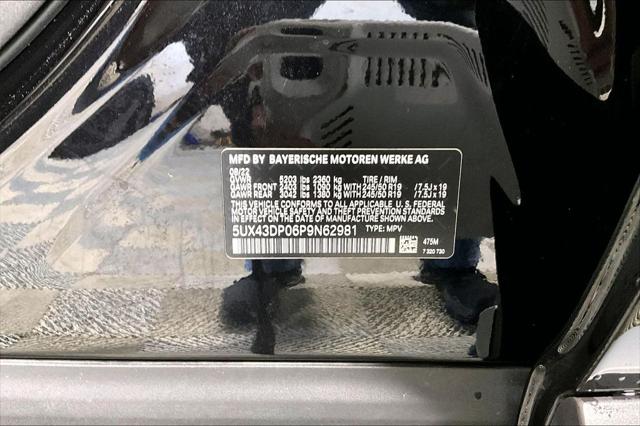 MFD BY BAYERISCHE MOTOREN WERKE AG
08/22
GVWR 5203 lbs 2360 kg TIRE / RIM
GAWR FRONT 2403 lbs 1090 kg WITH 245/50 R19 / 7.5J x 19
GAWR REAR 3042 lbs 1380 kg WITH 245/50 R19 / 7.5J x 19
THIS VEHICLE CONFORMS TO ALL APPLICABLE U.S. FEDERAL
MOTOR VEHICLE SAFETY AND THEFT PREVENTION STANDARDS
IN EFFECT ON THE DATE OF MANUFACTURE SHOWN ABOVE.
5UX43DP06P9N62981 TYPE: MPV
475M
7 320 730